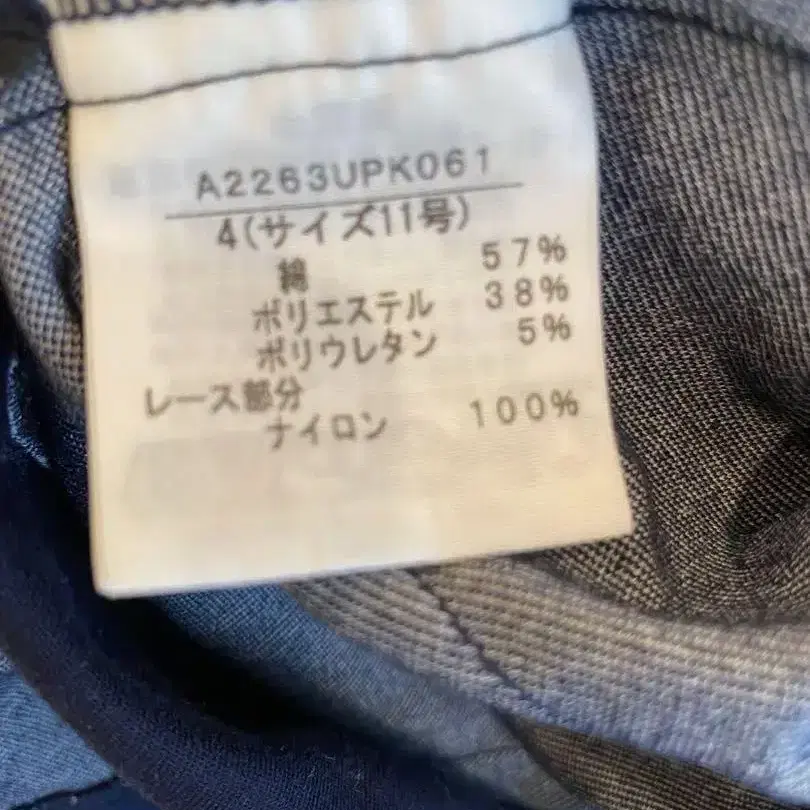 A2263UPK061
4(サイズ11号)
綿 57%
ポリエステル 38%
ポリウレタン 5%
レース部分
ナイロン 100%